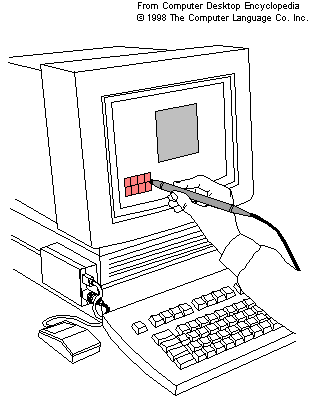 From Computer Desktop Encyclopedia
© 1998 The Computer Language Co. Inc.